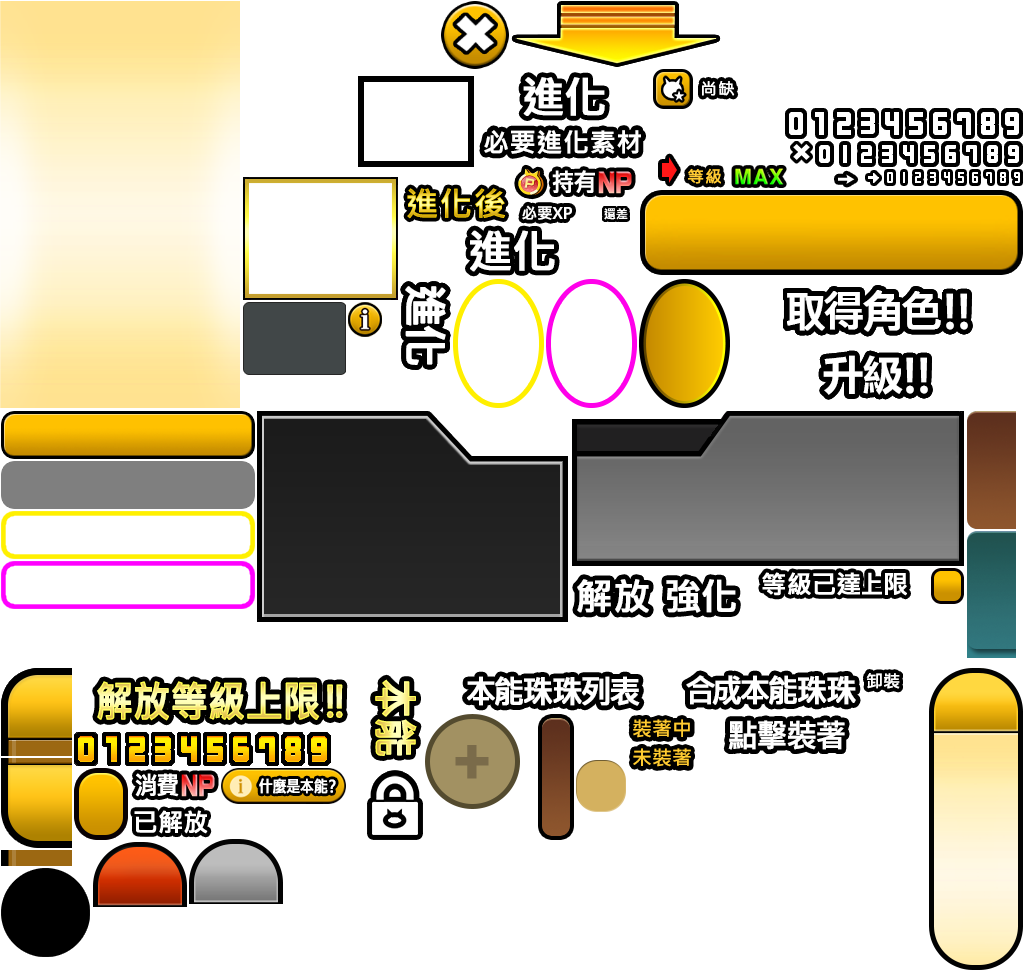 進化
尚缺
0123456789
必要進化素材
×0123456789
等級 MAX
持有NP
➔ ➔0123456789
進化後
必要XP
還差
進化
進化
取得角色!!
升級!!
解放 強化
等級已達上限
解放等級上限!!
本能
本能珠珠列表
合成本能珠珠
卸裝
0123456789
裝著中
點擊裝著
未裝著
消費NP
i 什麼是本能?
已解放